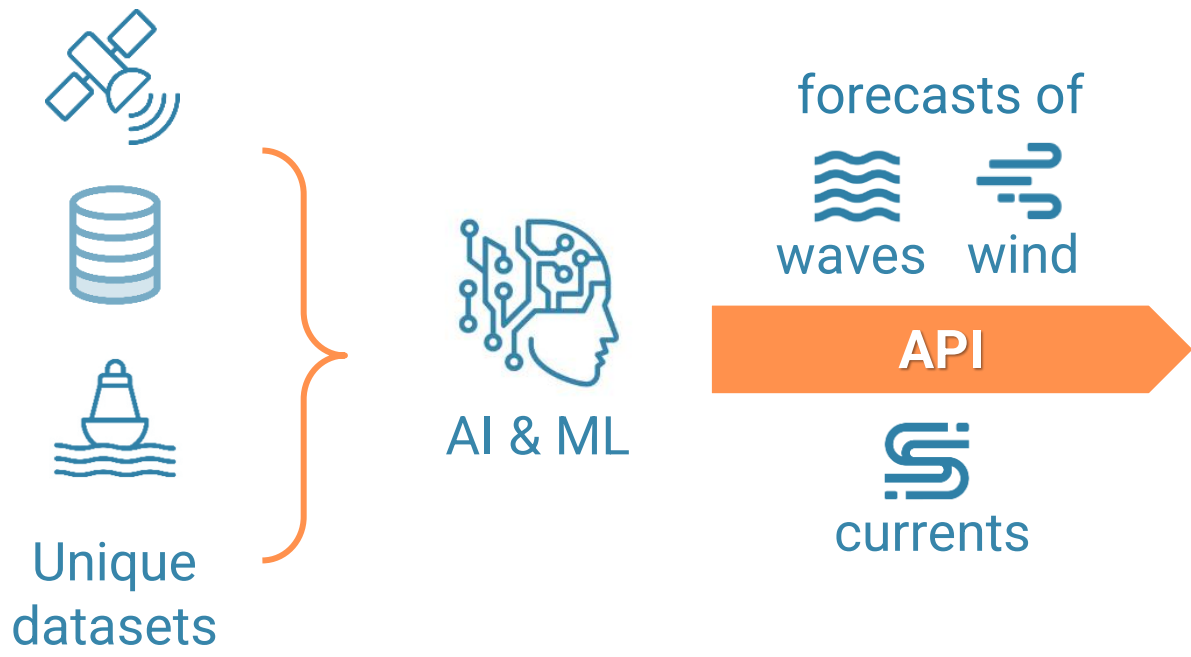 Unique
datasets
AI & ML
forecasts of
waves
wind
API
currents